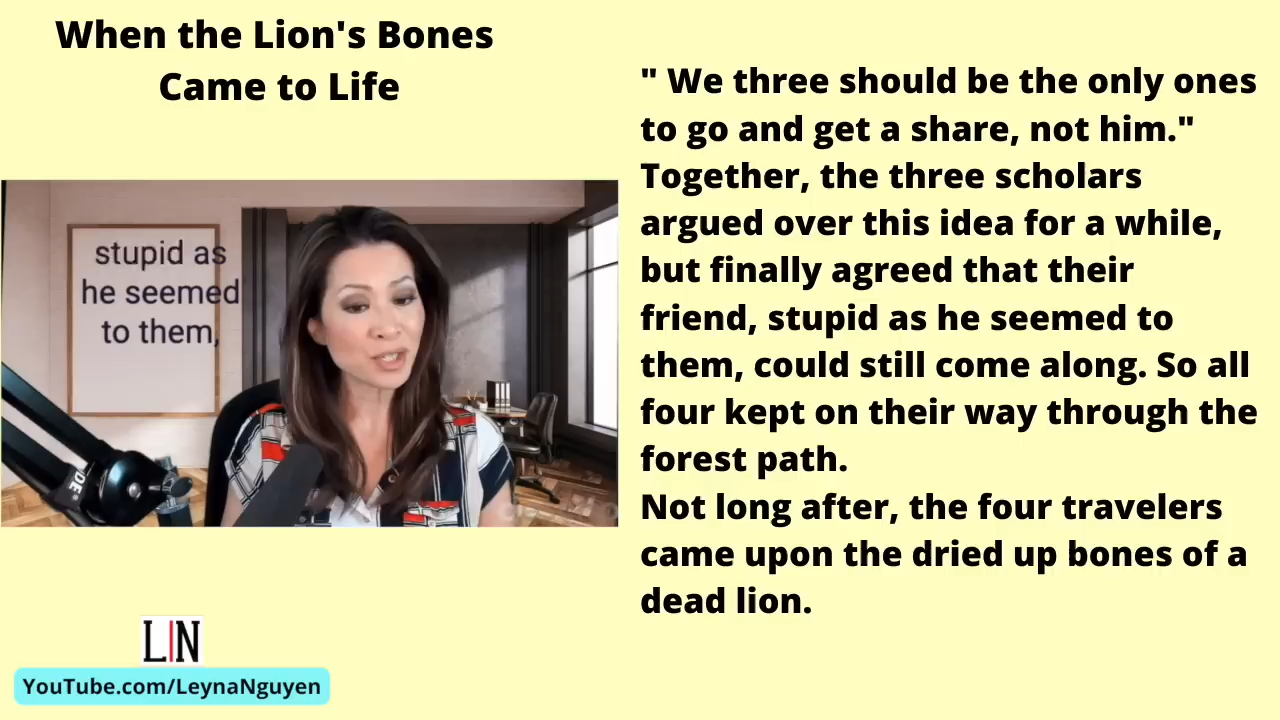 When the Lion's Bones
Came to Life
stupid as
he seemed
to them,
" We three should be the only ones
to go and get a share, not him."
Together, the three scholars
argued over this idea for a while,
but finally agreed that their
friend, stupid as he seemed to
them, could still come along. So all
four kept on their way through the
forest path.
Not long after, the four travelers
came upon the dried up bones of a
dead lion.
DE
LIN
YouTube.com/LeynaNguyen